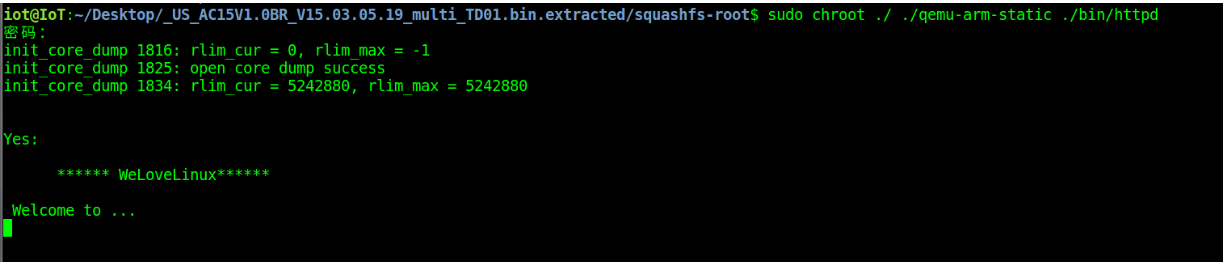 iot@IoT:~/Desktop/_US_AC15V1.0BR_V15.03.05.19_multi_TD01.bin.extracted/squashfs-root$ sudo chroot ./ ./qemu-arm-static ./bin/httpd
密码：
init_core_dump 1816: rlim_cur = 0, rlim_max = -1
init_core_dump 1825: open core dump success
init_core_dump 1834: rlim_cur = 5242880, rlim_max = 5242880
Yes:
****** WeLoveLinux******
Welcome to ...